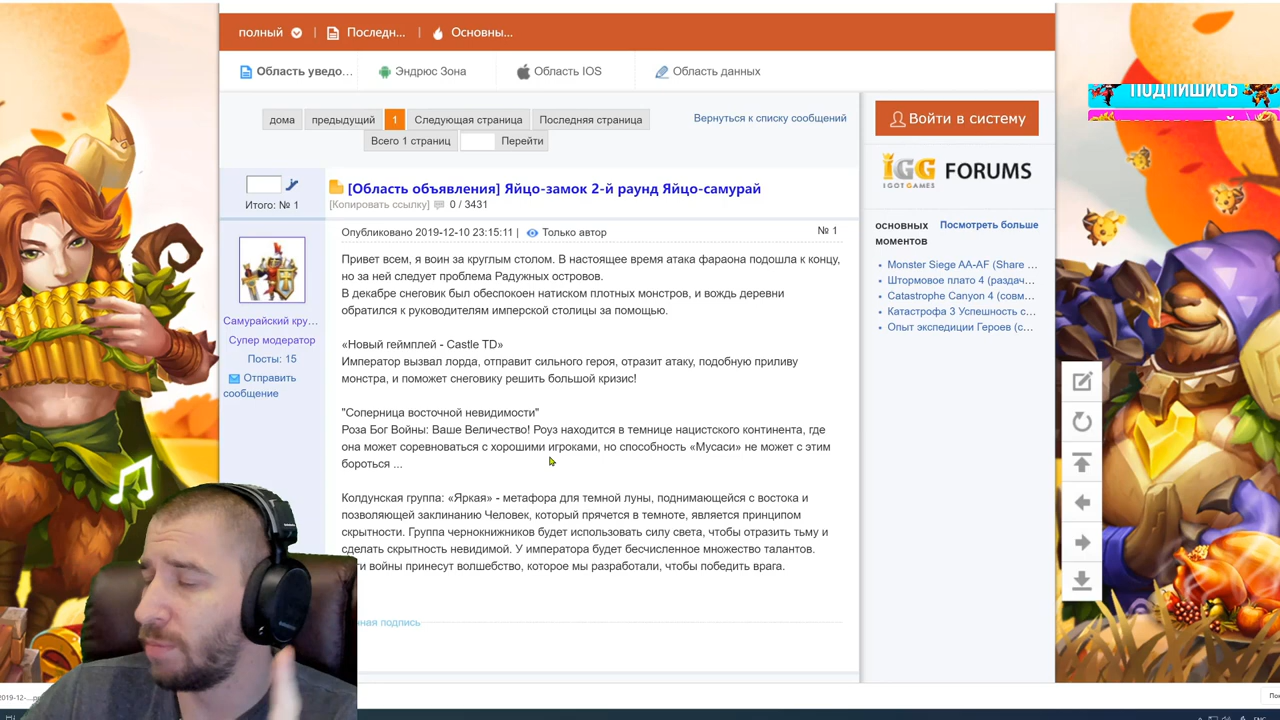 полный | Последн... | Основны...
Область уведо... Эндрюс Зона Область IOS Область данных
ПОДПИШИСЬ
дома предыдущий 1 Следующая страница Последняя страница
Всего 1 страниц Перейти
Вернуться к списку сообщений
Войти в систему
IGG FORUMS
I GOT GAMES
Итого: № 1
[Область объявления] Яйцо-замок 2-й раунд Яйцо-самурай
[Копировать ссылку] 0 / 3431
основных моментов
Посмотреть больше
Monster Siege AA-AF (Share ...
Штормовое плато 4 (раздач...
Catastrophe Canyon 4 (совм...
Катастрофа 3 Успешность с...
Опыт экспедиции Героев (с...
Самурайский кру...
Супер модератор
Посты: 15
Отправить сообщение
Опубликовано 2019-12-10 23:15:11 | Только автор № 1
Привет всем, я воин за круглым столом. В настоящее время атака фараона подошла к концу,
но за ней следует проблема Радужных островов.
В декабре снеговик был обеспокоен натиском плотных монстров, и вождь деревни
обратился к руководителям имперской столицы за помощью.
«Новый геймплей - Castle TD»
Император вызвал лорда, отправит сильного героя, отразит атаку, подобную приливу
монстра, и поможет снеговику решить большой кризис!
"Соперница восточной невидимости"
Роза Бог Войны: Ваше Величество! Роуз находится в темнице нацистского континента, где
она может соревноваться с хорошими игроками, но способность «Мусаси» не может с этим
бороться ...
Колдунская группа: «Яркая» - метафора для темной луны, поднимающейся с востока и
позволяющей заклинанию Человек, который прячется в темноте, является принципом
скрытности. Группа чернокнижников будет использовать силу света, чтобы отразить тьму и
сделать скрытность невидимой. У императора будет бесчисленное множество талантов.
войны принесут волшебство, которое мы разработали, чтобы победить врага.
подпись